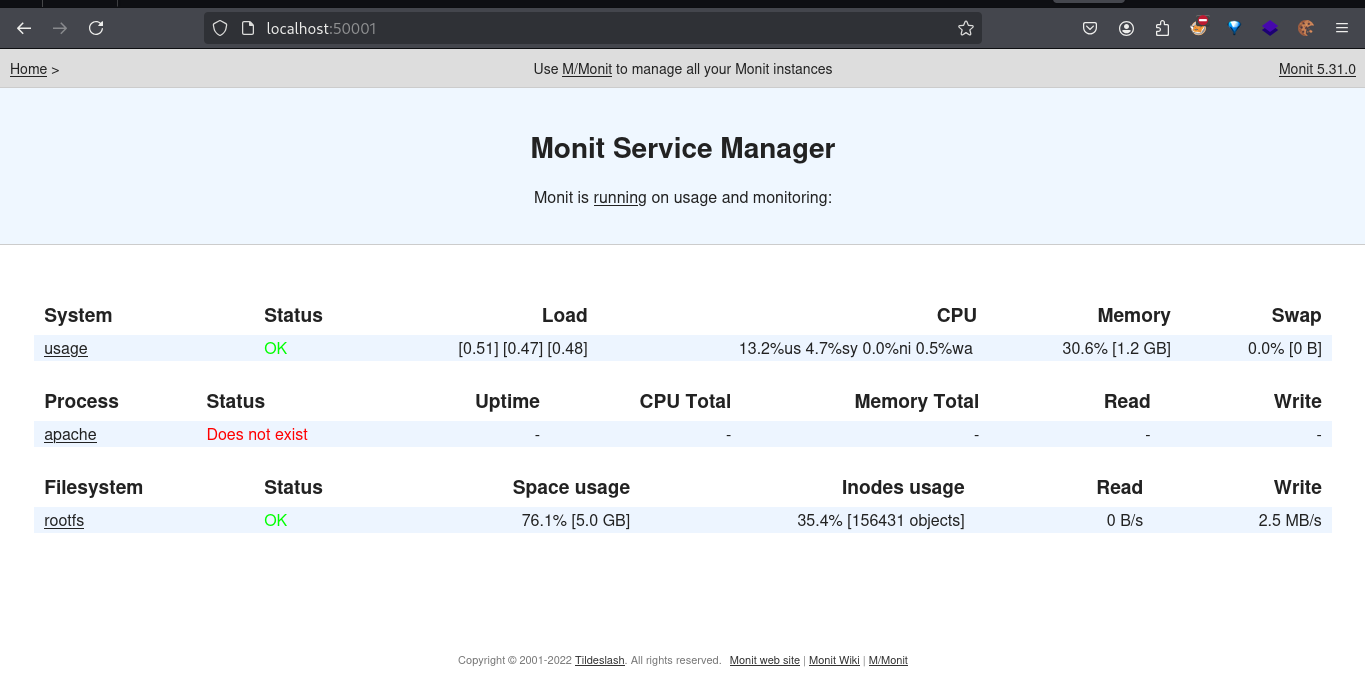 localhost:50001
Home > Use M/Monit to manage all your Monit instances Monit 5.31.0
Monit Service Manager
Monit is running on usage and monitoring:
System Status Load CPU Memory Swap
usage OK [0.51] [0.47] [0.48] 13.2%us 4.7%sy 0.0%ni 0.5%wa 30.6% [1.2 GB] 0.0% [0 B]
Process Status Uptime CPU Total Memory Total Read Write
apache Does not exist - - - - -
Filesystem Status Space usage Inodes usage Read Write
rootfs OK 76.1% [5.0 GB] 35.4% [156431 objects] 0 B/s 2.5 MB/s
Copyright © 2001-2022 Tildeslash. All rights reserved. Monit web site | Monit Wiki | M/Monit